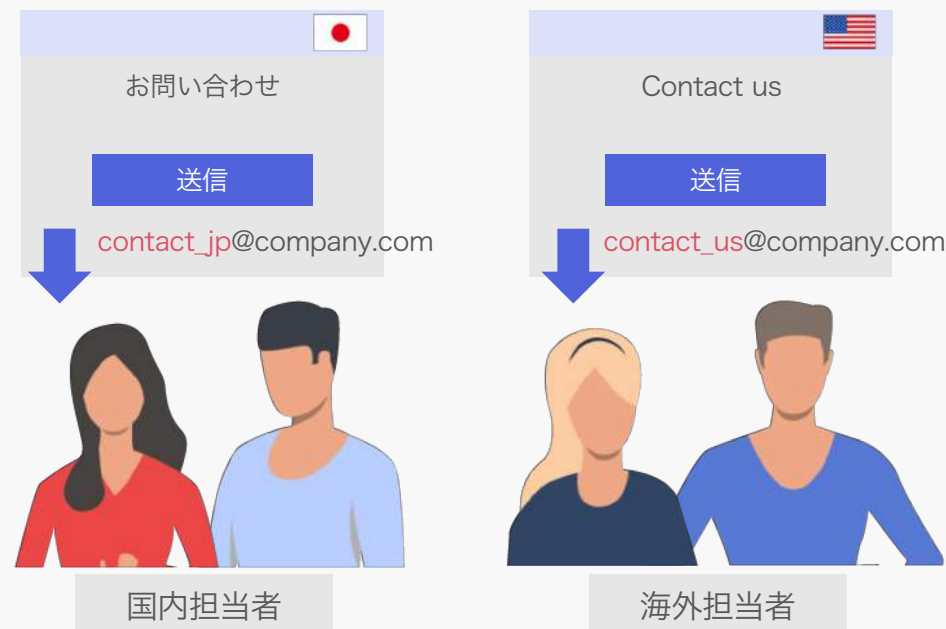 お問い合わせ
送信
contact_jp@company.com
国内担当者
Contact us
送信
contact_us@company.com
海外担当者